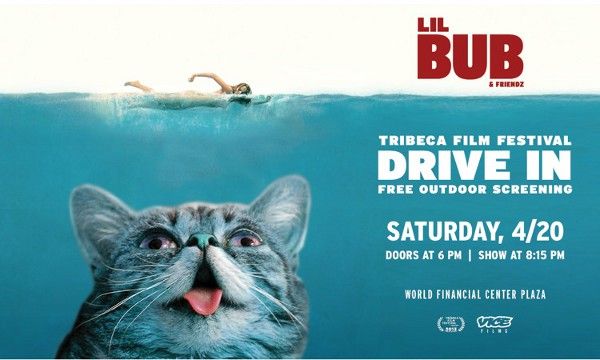 LIL
BUB
& FRIENDZ
TRIBECA FILM FESTIVAL
DRIVE IN
FREE OUTDOOR SCREENING
SATURDAY, 4/20
DOORS AT 6 PM | SHOW AT 8:15 PM
WORLD FINANCIAL CENTER PLAZA
VICE
FILMS